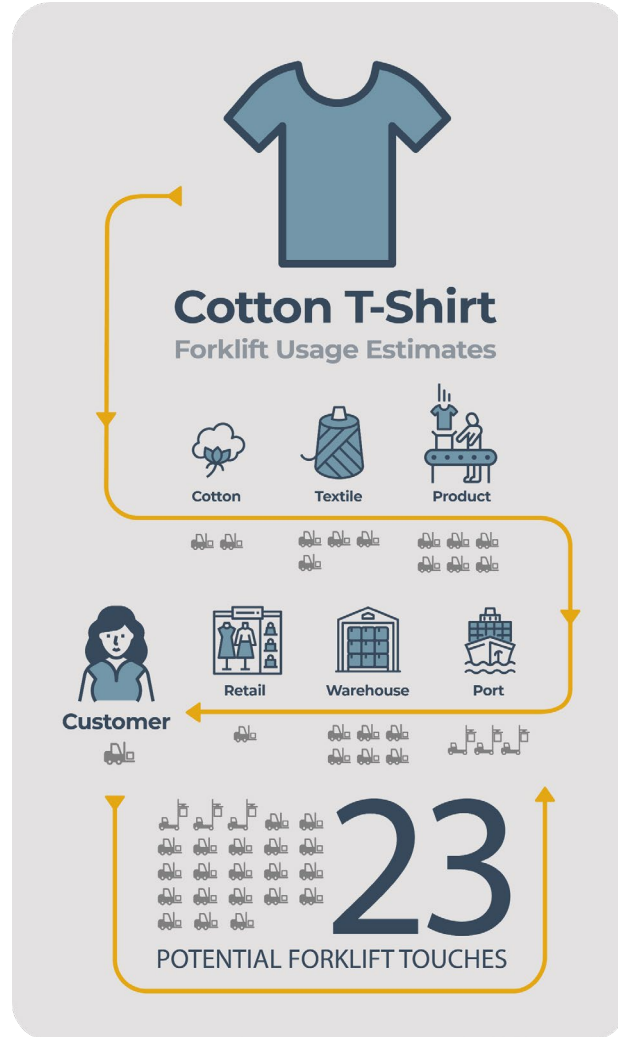 Cotton T-Shirt
Forklift Usage Estimates
Cotton
Textile
Product
Retail
Warehouse
Port
Customer
23
POTENTIAL FORKLIFT TOUCHES